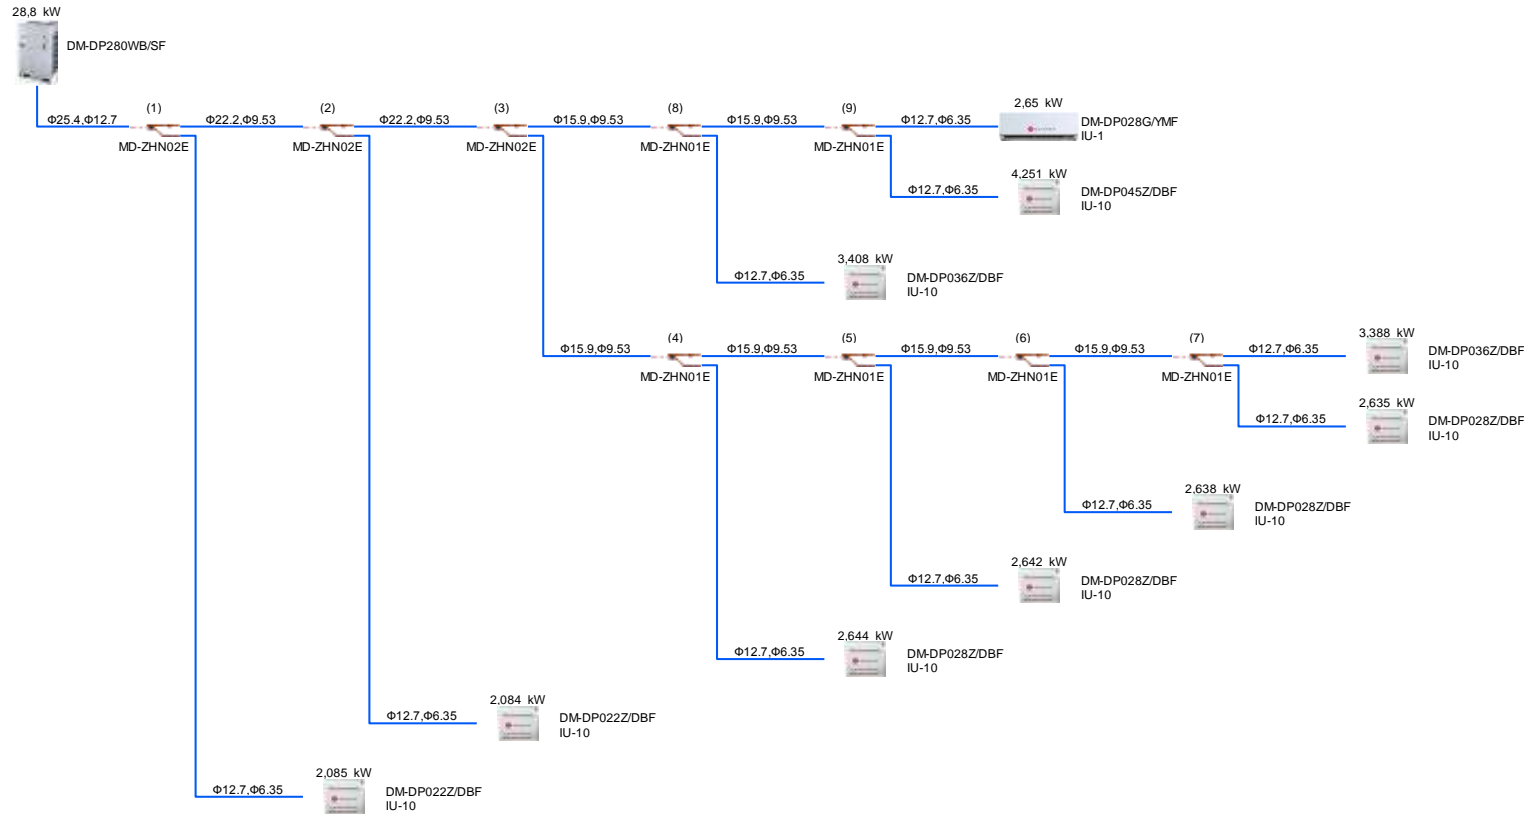 28,8 kW
DM-DP280WB/SF
(1)
(2)
(3)
(8)
(9)
2,65 kW
Φ25.4,Φ12.7
Φ22.2,Φ9.53
Φ22.2,Φ9.53
Φ15.9,Φ9.53
Φ15.9,Φ9.53
Φ12.7,Φ6.35
DM-DP028G/YMF
IU-1
MD-ZHN02E
MD-ZHN02E
MD-ZHN02E
MD-ZHN01E
MD-ZHN01E
4,251 kW
Φ12.7,Φ6.35
DM-DP045Z/DBF
IU-10
3,408 kW
Φ12.7,Φ6.35
DM-DP036Z/DBF
IU-10
(4)
(5)
(6)
(7)
3,388 kW
Φ15.9,Φ9.53
Φ15.9,Φ9.53
Φ15.9,Φ9.53
Φ15.9,Φ9.53
Φ12.7,Φ6.35
DM-DP036Z/DBF
IU-10
MD-ZHN01E
MD-ZHN01E
MD-ZHN01E
MD-ZHN01E
2,635 kW
Φ12.7,Φ6.35
DM-DP028Z/DBF
IU-10
2,638 kW
Φ12.7,Φ6.35
DM-DP028Z/DBF
IU-10
2,642 kW
Φ12.7,Φ6.35
DM-DP028Z/DBF
IU-10
2,644 kW
Φ12.7,Φ6.35
DM-DP028Z/DBF
IU-10
2,084 kW
Φ12.7,Φ6.35
DM-DP022Z/DBF
IU-10
2,085 kW
Φ12.7,Φ6.35
DM-DP022Z/DBF
IU-10